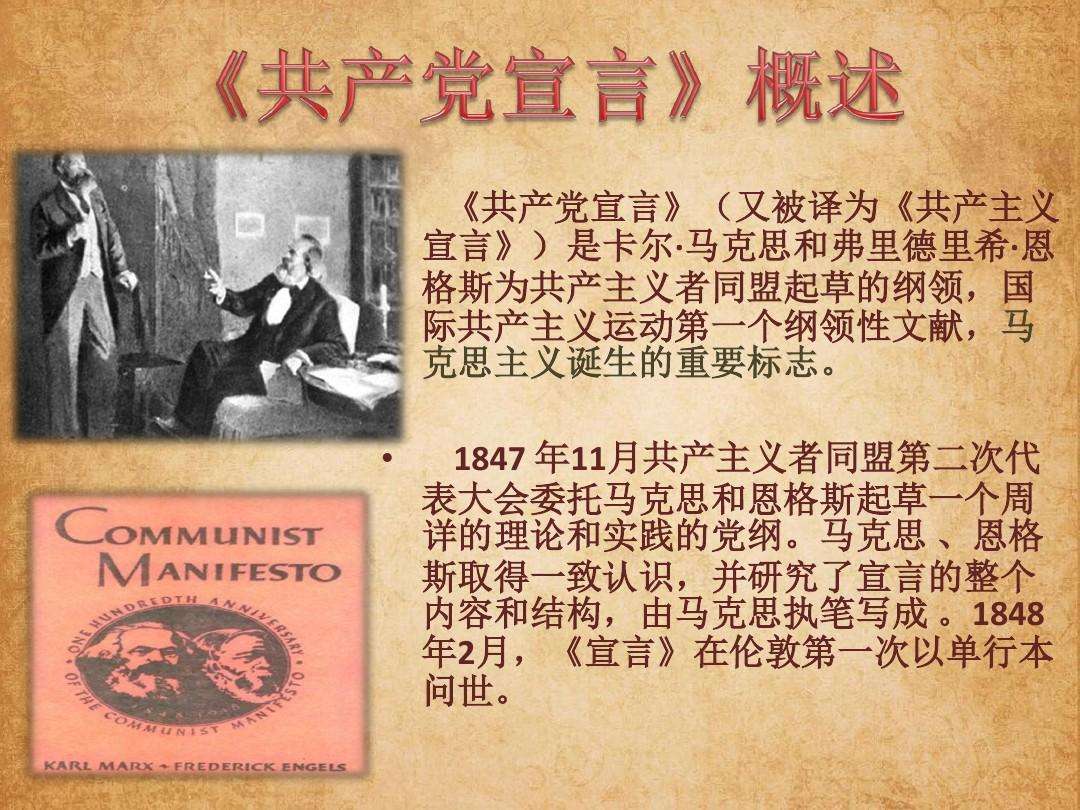 《共产党宣言》概述
《共产党宣言》（又被译为《共产主义
宣言》）是卡尔·马克思和弗里德里希·恩
格斯为共产主义者同盟起草的纲领，国
际共产主义运动第一个纲领性文献，马
克思主义诞生的重要标志。
• 1847 年11月共产主义者同盟第二次代
表大会委托马克思和恩格斯起草一个周
详的理论和实践的党纲。马克思 、恩格
斯取得一致认识，并研究了宣言的整个
内容和结构，由马克思执笔写成 。1848
年2月，《宣言》在伦敦第一次以单行本
问世。
COMMUNIST
MANIFESTO
ONE HUNDREDTH ANNIVERSARY
OF THE COMMUNIST MANIFESTO
KARL MARX + FREDERICK ENGELS